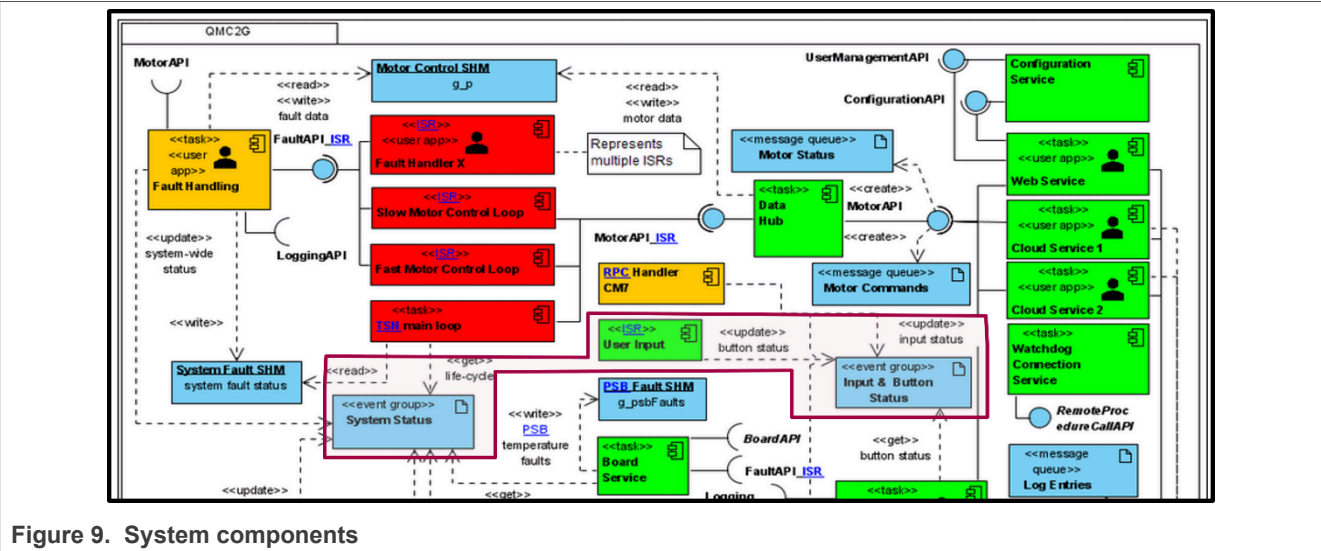 QMC2G
MotorAPI
Motor Control SHM
g_p
<<read>>
<<write>>
fault data
<<read>>
<<write>>
motor data
UserManagementAPI
ConfigurationAPI
Configuration
Service
<<task>>
<<user
app>>
Fault Handling
FaultAPI_ISR
<<ISR>>
<<user app>>
Fault Handler X
Represents
multiple ISRs
<<message queue>>
Motor Status
<<task>>
<<user app>>
Web Service
<<ISR>>
Slow Motor Control Loop
<<task>>
Data
Hub
<<create>>
MotorAPI
<<create>>
<<task>>
<<user app>>
Cloud Service 1
<<update>>
system-wide
status
LoggingAPI
<<ISR>>
Fast Motor Control Loop
MotorAPI_ISR
RPC Handler
CM7
<<message queue>>
Motor Commands
<<task>>
<<user app>>
Cloud Service 2
<<write>>
<<task>>
TSN main loop
<<ISR>>
User Input
<<update>>
button status
<<update>>
input status
<<task>>
Watchdog
Connection
Service
System Fault SHM
system fault status
<<read>>
<<get>>
life-cycle
<<event group>>
Input & Button
Status
<<event group>>
System Status
<<write>>
PSB
temperature
faults
PSB Fault SHM
g_psbFaults
RemoteProc
edureCallAPI
<<task>>
Board
Service
BoardAPI
FaultAPI_ISR
Logging
<<get>>
button status
<<message
queue>>
Log Entries
<<update>>
<<get>>
<<task>>
Figure 9. System components